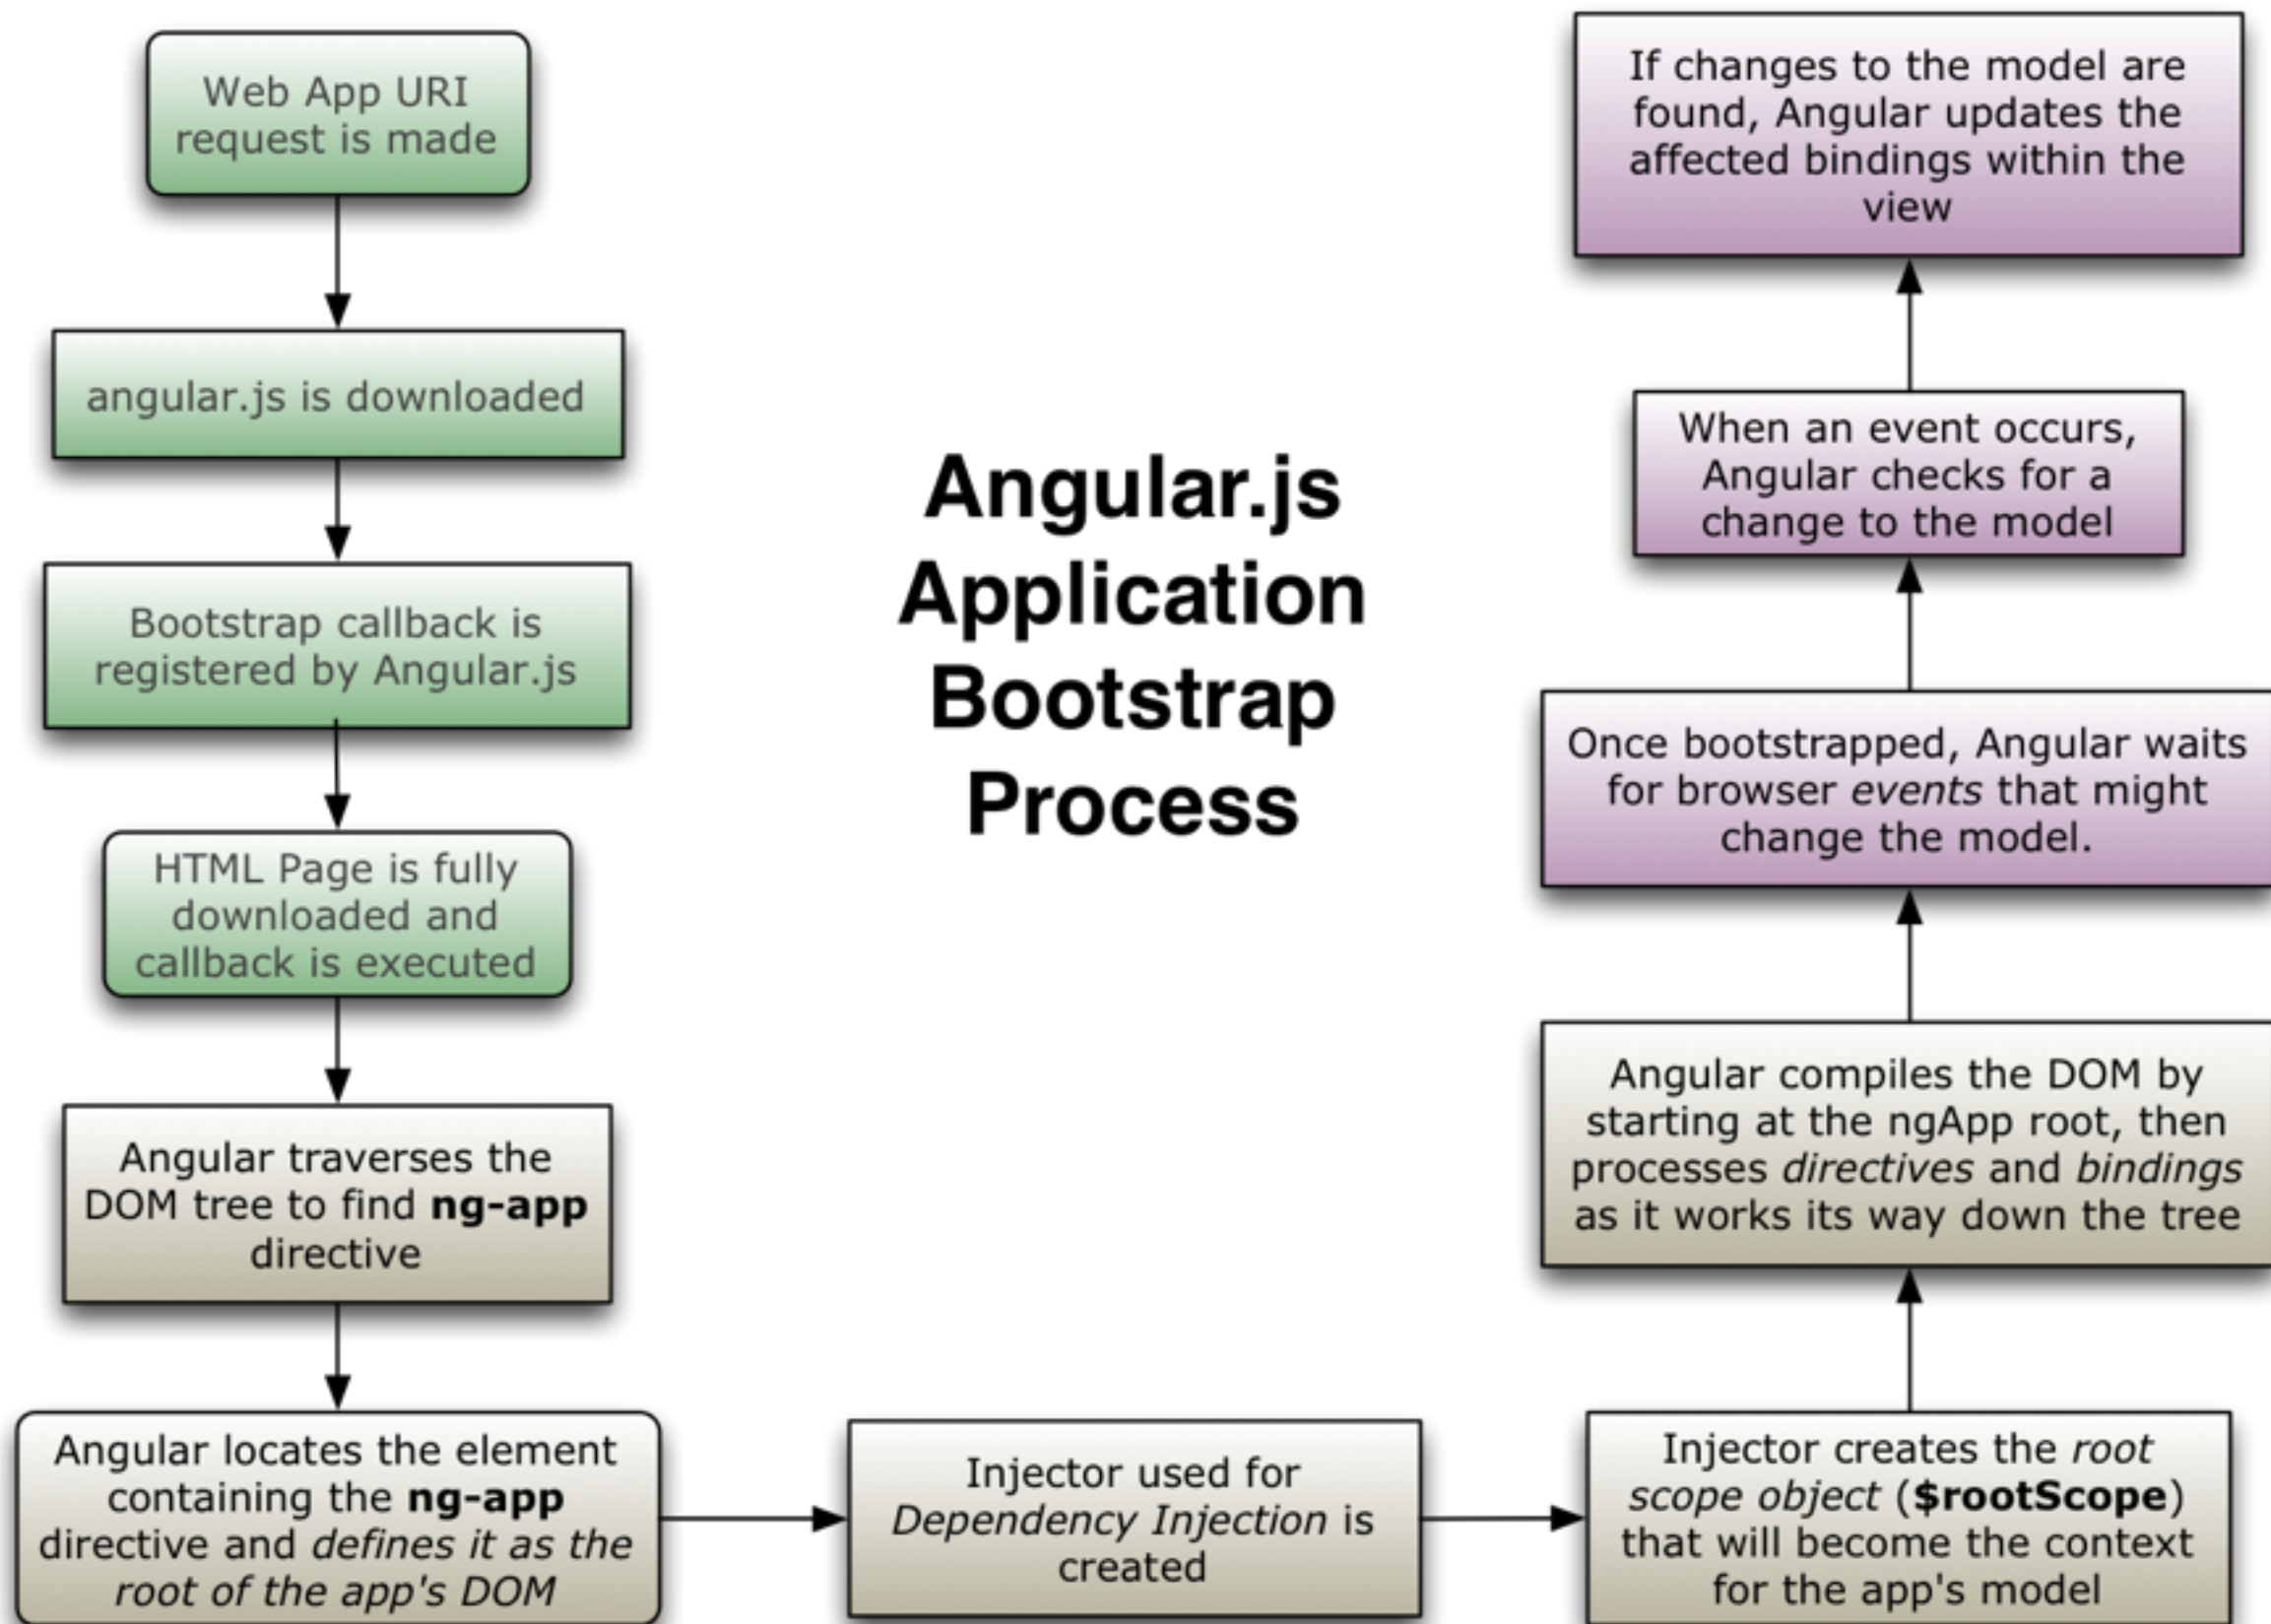 Web App URI
request is made
angular.js is downloaded
Bootstrap callback is
registered by Angular.js
HTML Page is fully
downloaded and
callback is executed
Angular traverses the
DOM tree to find ng-app
directive
Angular locates the element
containing the ng-app
directive and defines it as the
root of the app's DOM
Angular.js
Application
Bootstrap
Process
Injector used for
Dependency Injection is
created
Injector creates the root
scope object ($rootScope)
that will become the context
for the app's model
Angular compiles the DOM by
starting at the ngApp root, then
processes directives and bindings
as it works its way down the tree
Once bootstrapped, Angular waits
for browser events that might
change the model.
When an event occurs,
Angular checks for a
change to the model
If changes to the model are
found, Angular updates the
affected bindings within the
view